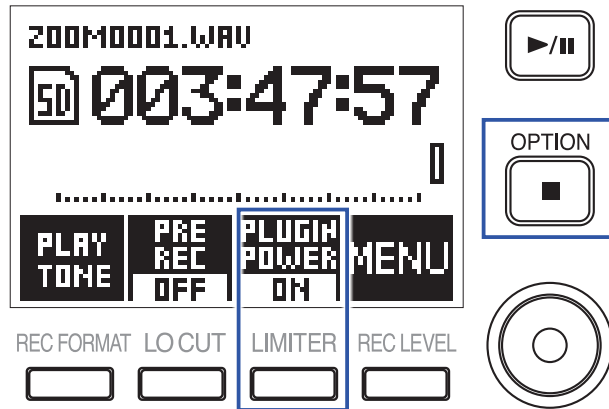 ZOOM0001.WAV
SD 003:47:57
PLAY TONE
PRE REC OFF
PLUGIN POWER ON
MENU
REC FORMAT LO CUT LIMITER REC LEVEL
OPTION